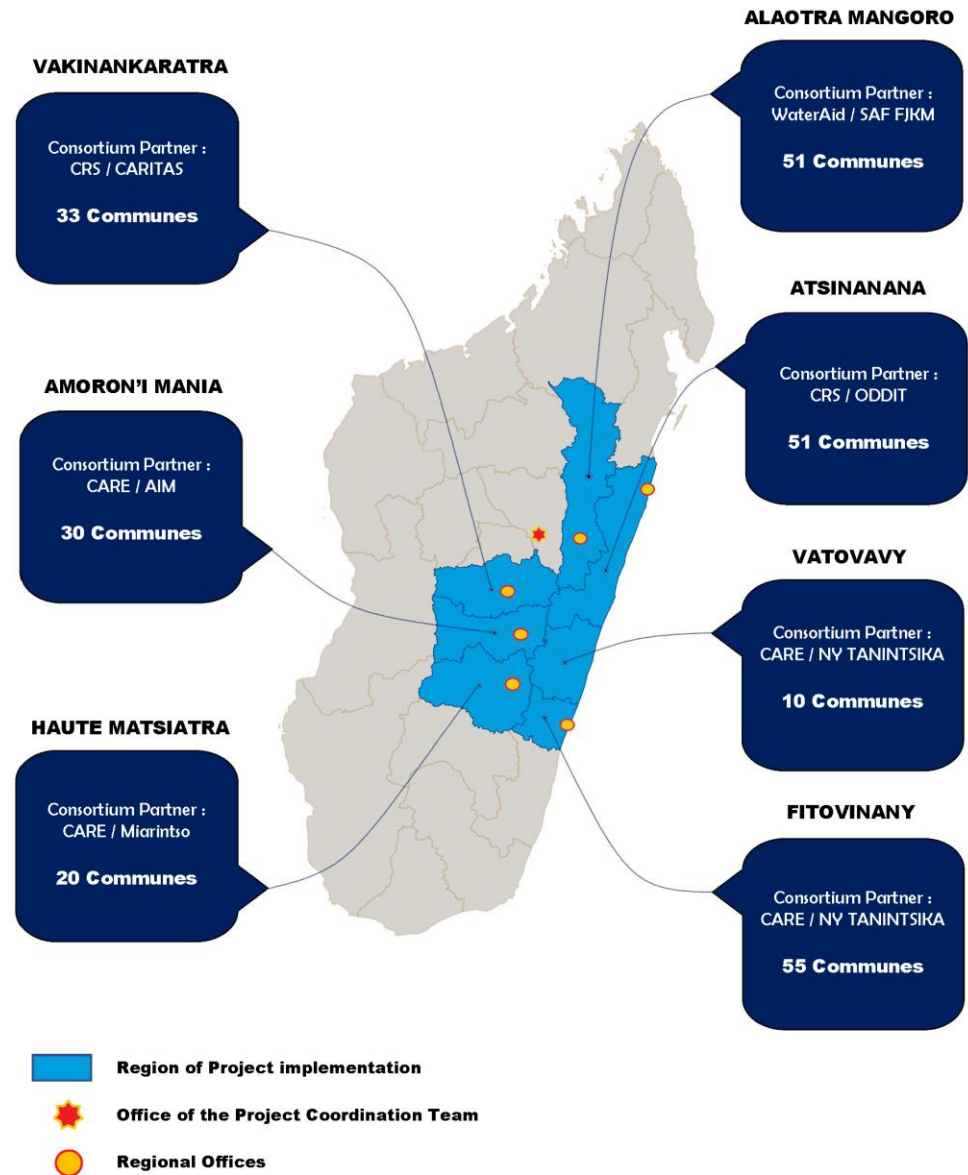 VAKINANKARATRA
Consortium Partner :
CRS / CARITAS
33 Communes
AMORON'I MANIA
Consortium Partner :
CARE / AIM
30 Communes
HAUTE MATSIATRA
Consortium Partner :
CARE / Miarintso
20 Communes
ALAOTRA MANGORO
Consortium Partner :
WaterAid / SAF FJKM
51 Communes
ATSINANANA
Consortium Partner :
CRS / ODDIT
51 Communes
VATOVAVY
Consortium Partner :
CARE / NY TANINTSIKA
10 Communes
FITOVINANY
Consortium Partner :
CARE / NY TANINTSIKA
55 Communes
Region of Project implementation
Office of the Project Coordination Team
Regional Offices